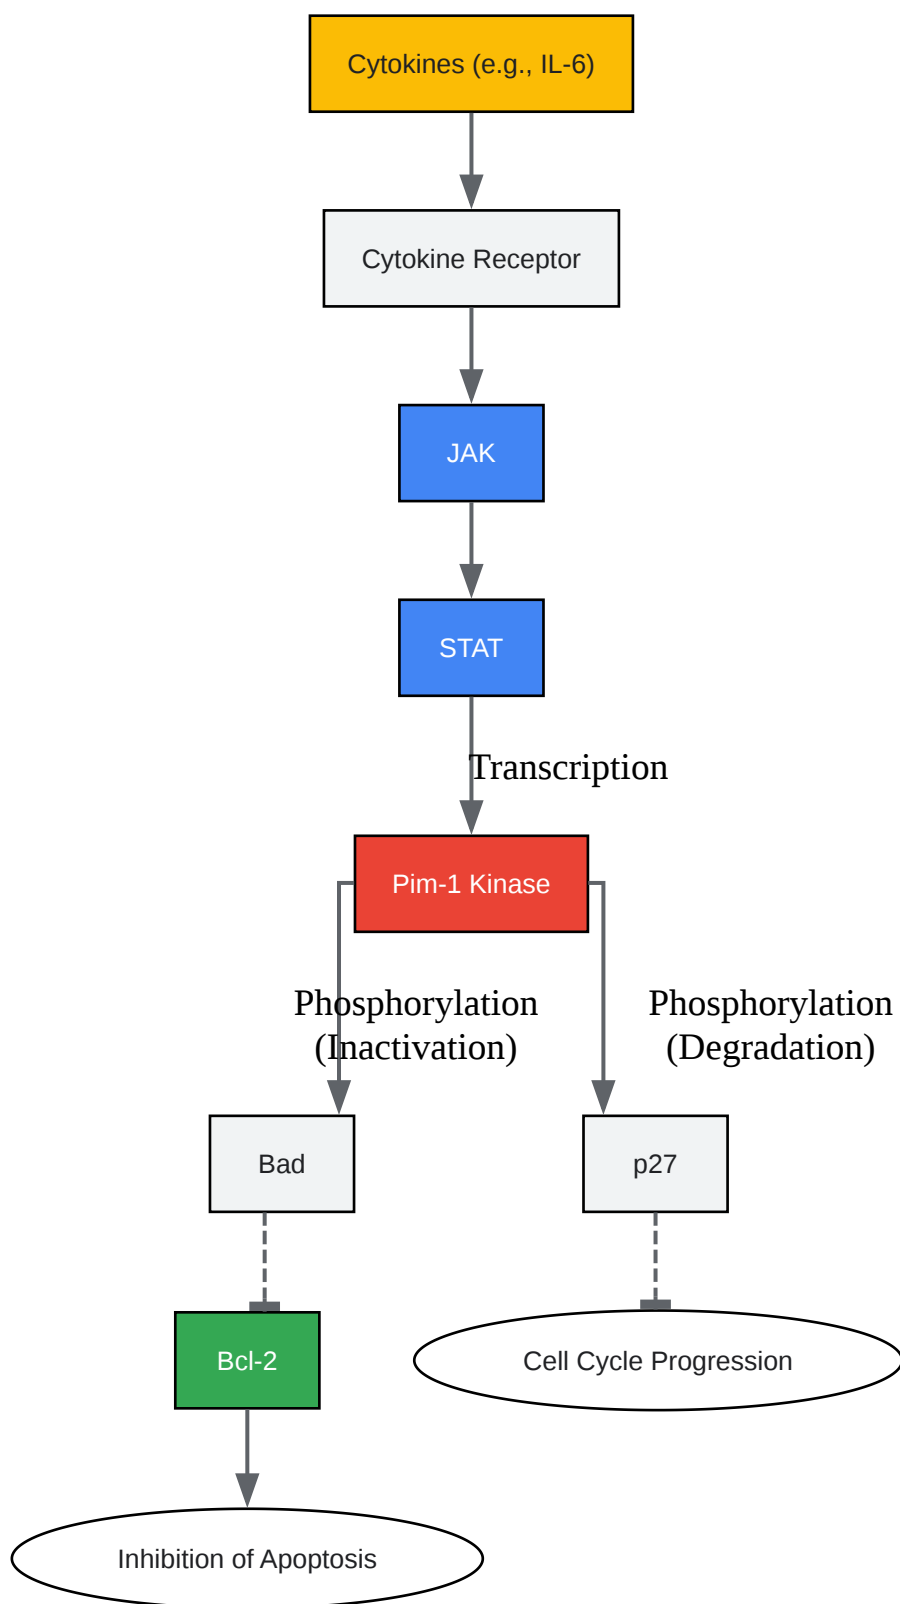 Cytokines (e.g., IL-6)
Cytokine Receptor
JAK
STAT
Transcription
Pim-1 Kinase
Phosphorylation
(Inactivation)
Phosphorylation
(Degradation)
Bad
p27
Bcl-2
Cell Cycle Progression
Inhibition of Apoptosis